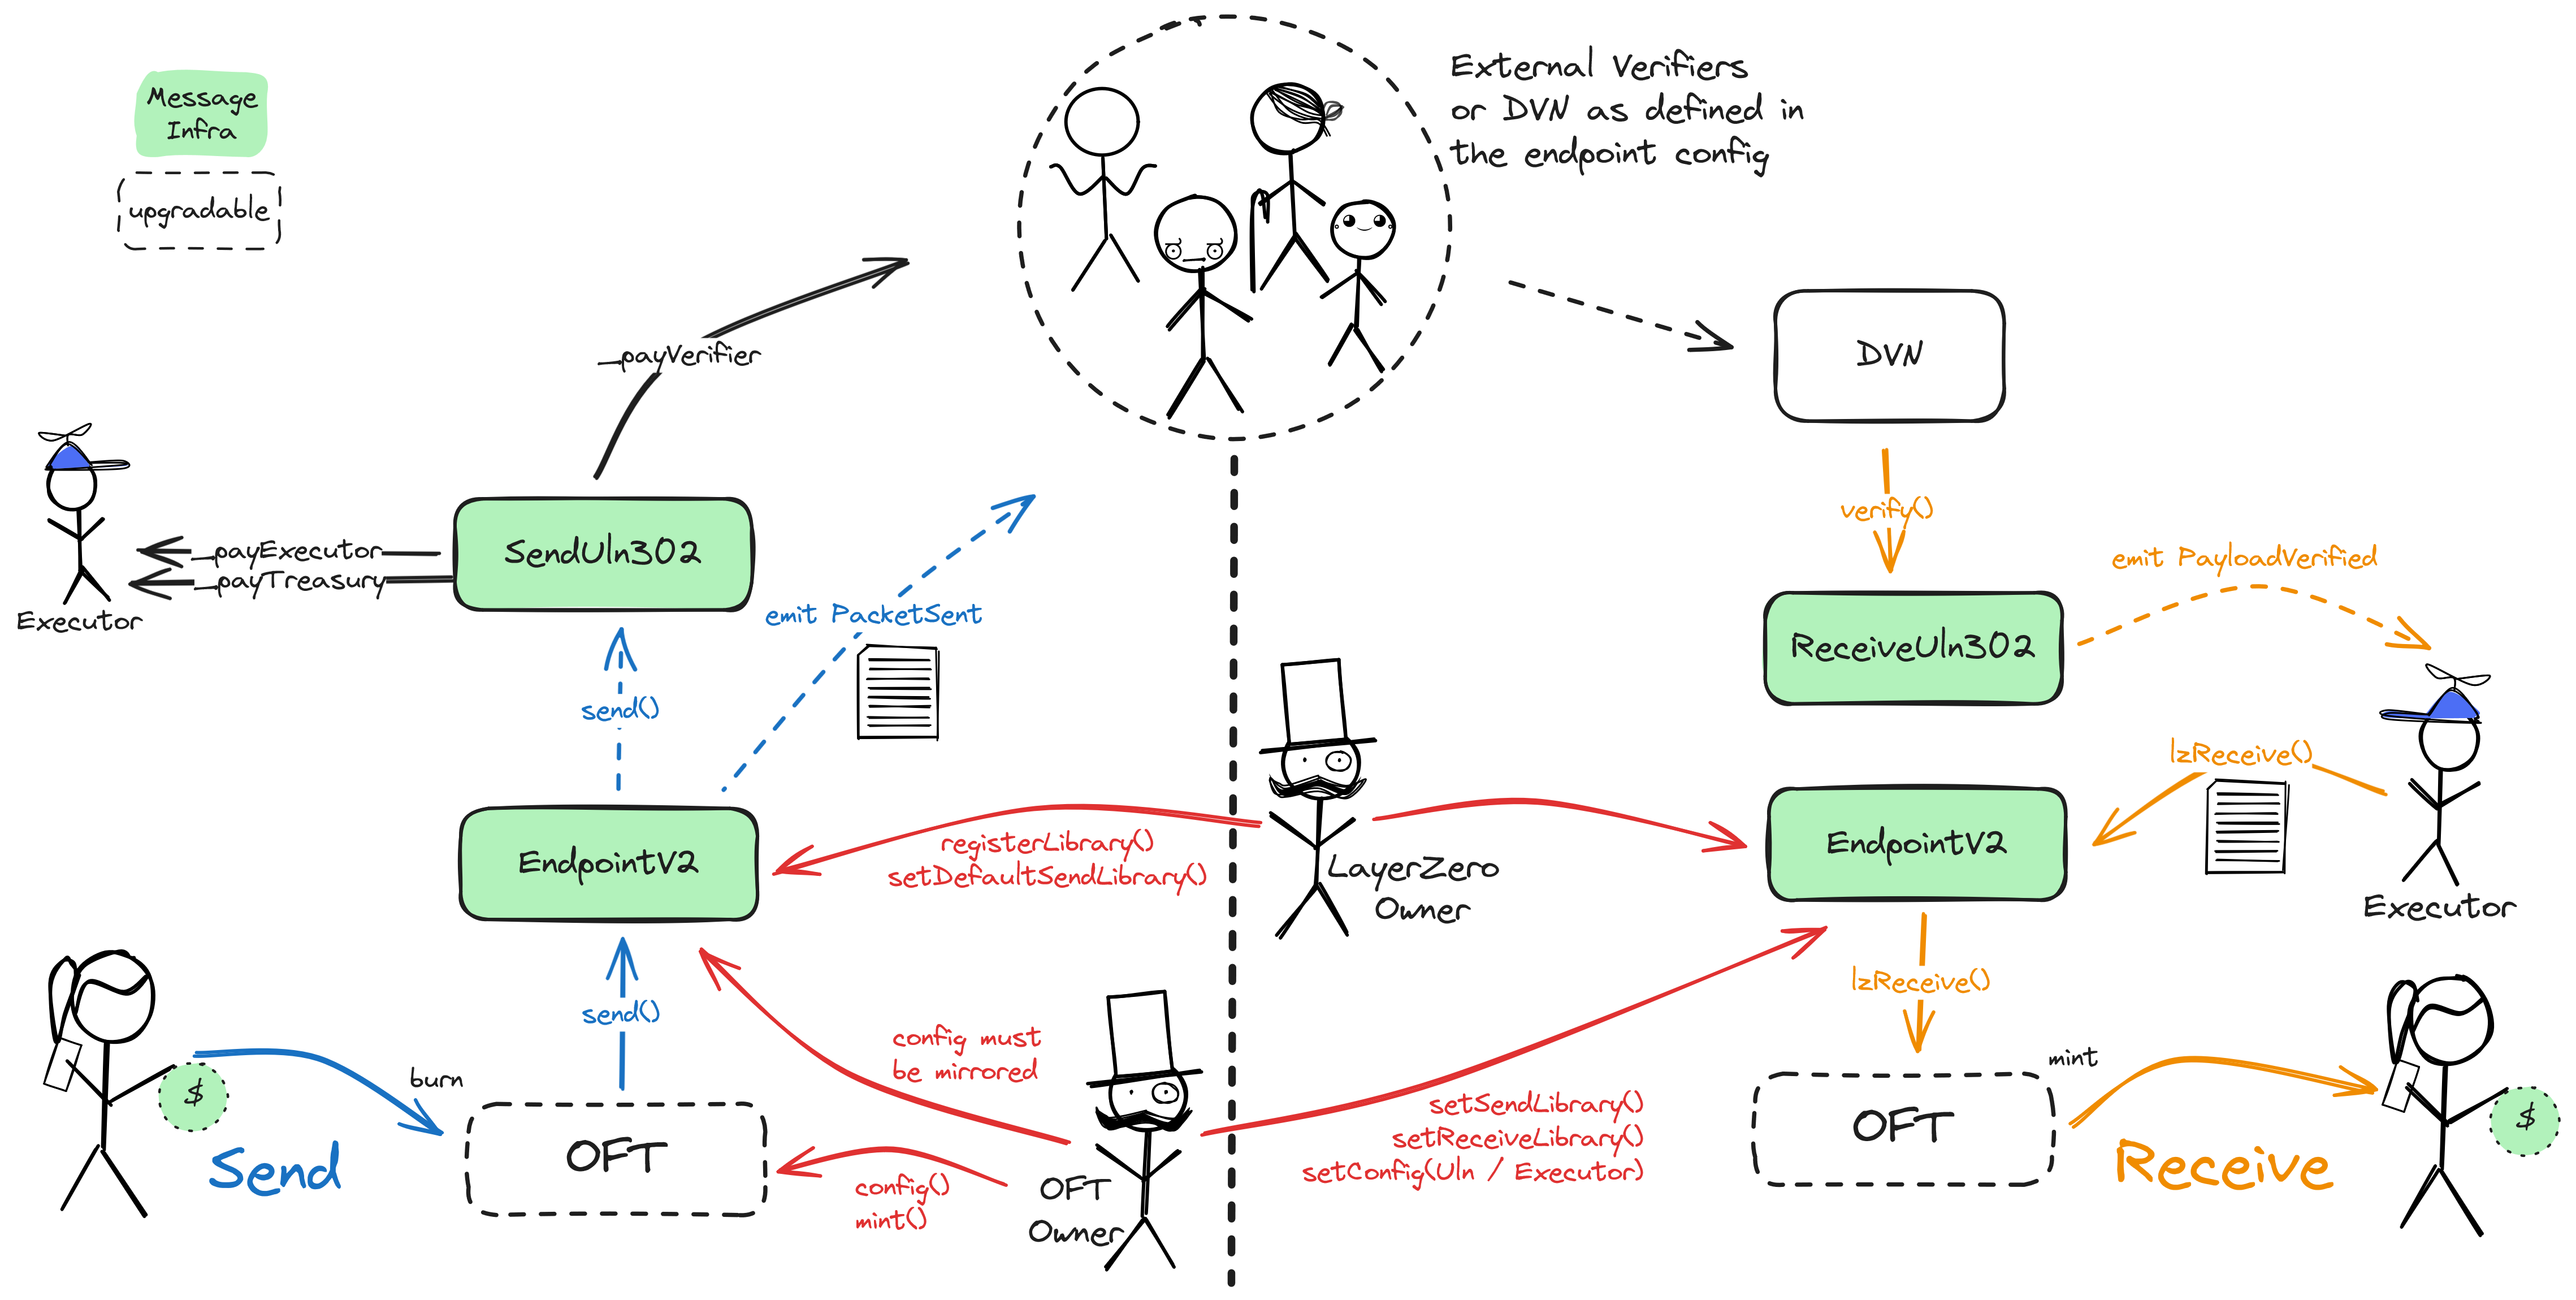 Message
Infra
upgradable
External Verifiers
or DVN as defined in
the endpoint config
_payVerifier
DVN
verify()
SendUln302
_payExecutor
_payTreasury
Executor
emit PacketSent
send()
emit PayloadVerified
ReceiveUln302
lzReceive()
EndpointV2
registerLibrary()
setDefaultSendLibrary()
LayerZero
Owner
EndpointV2
Executor
send()
config must
be mirrored
lzReceive()
burn
$
Send
OFT
config()
mint()
OFT
Owner
setSendLibrary()
setReceiveLibrary()
setConfig(Uln / Executor)
OFT
mint
Receive
$